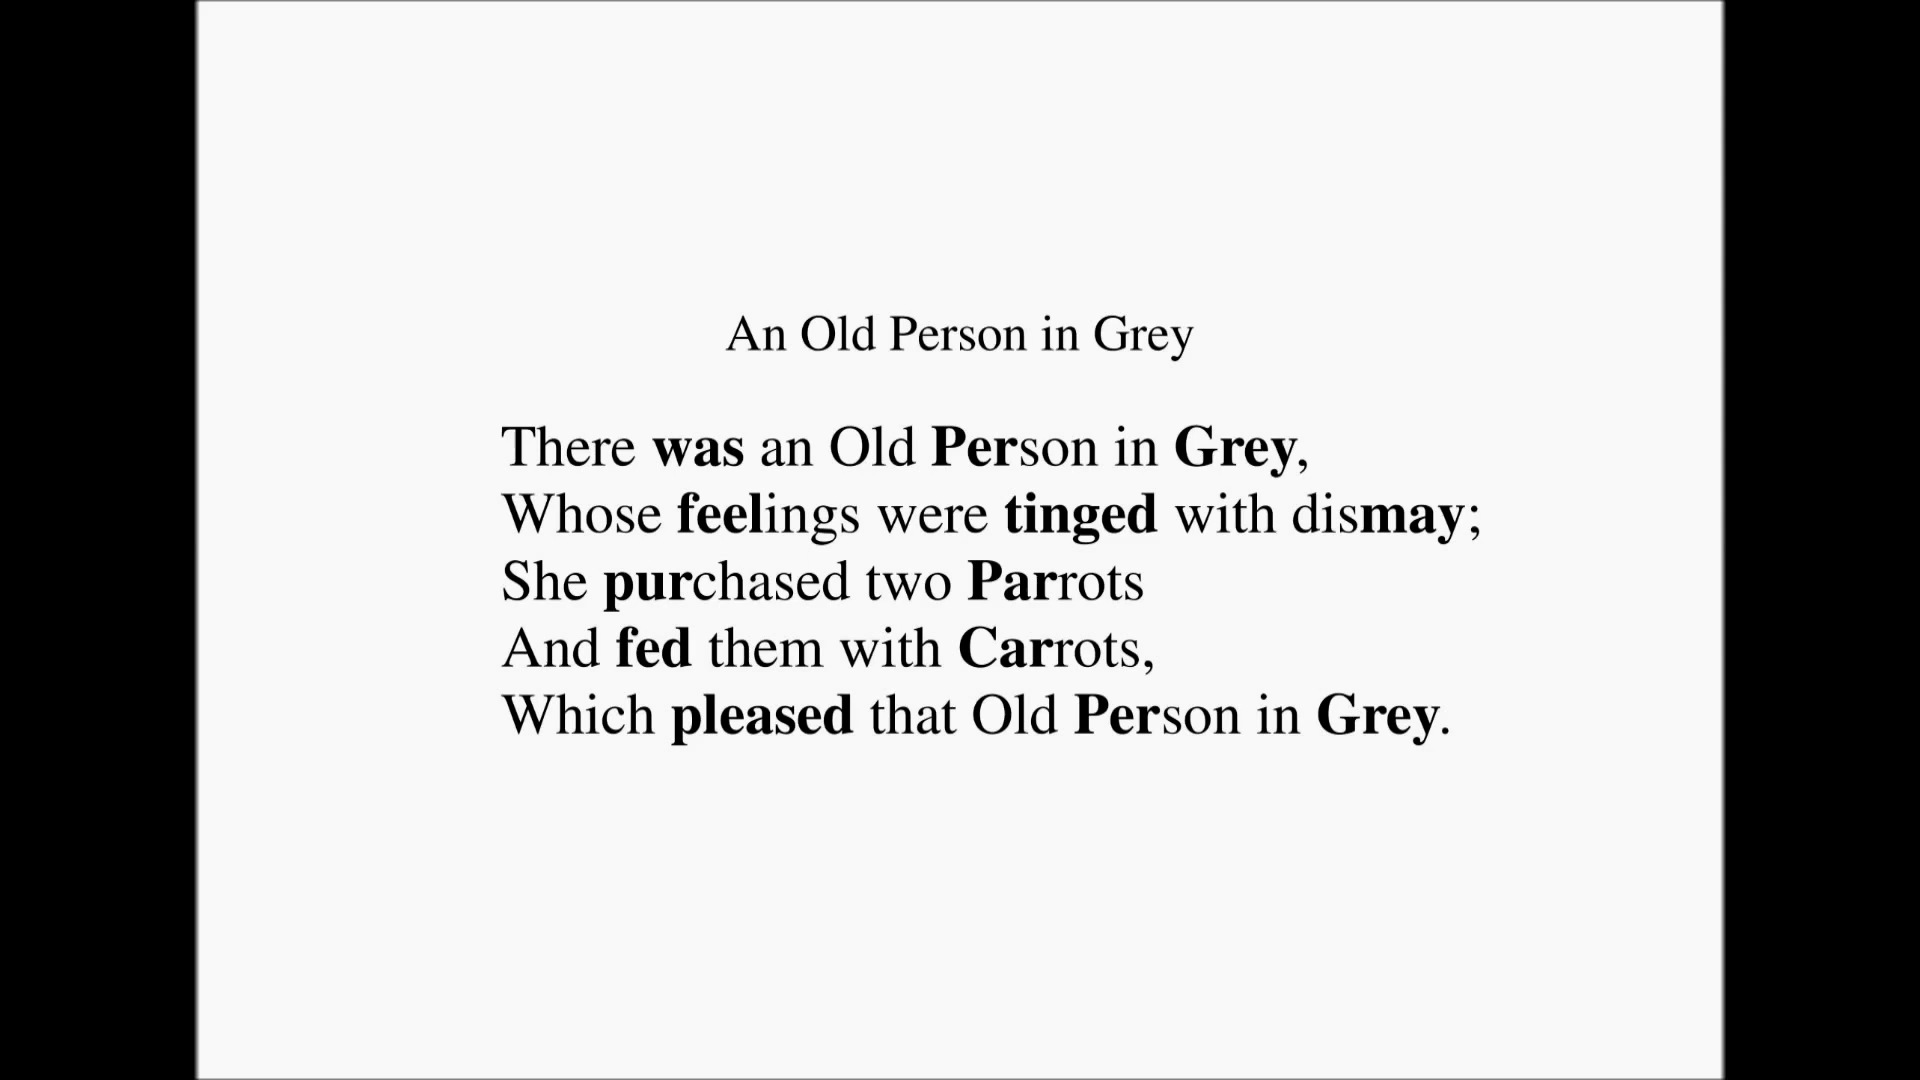 An Old Person in Grey
There was an Old Person in Grey,
Whose feelings were tinged with dismay;
She purchased two Parrots
And fed them with Carrots,
Which pleased that Old Person in Grey.